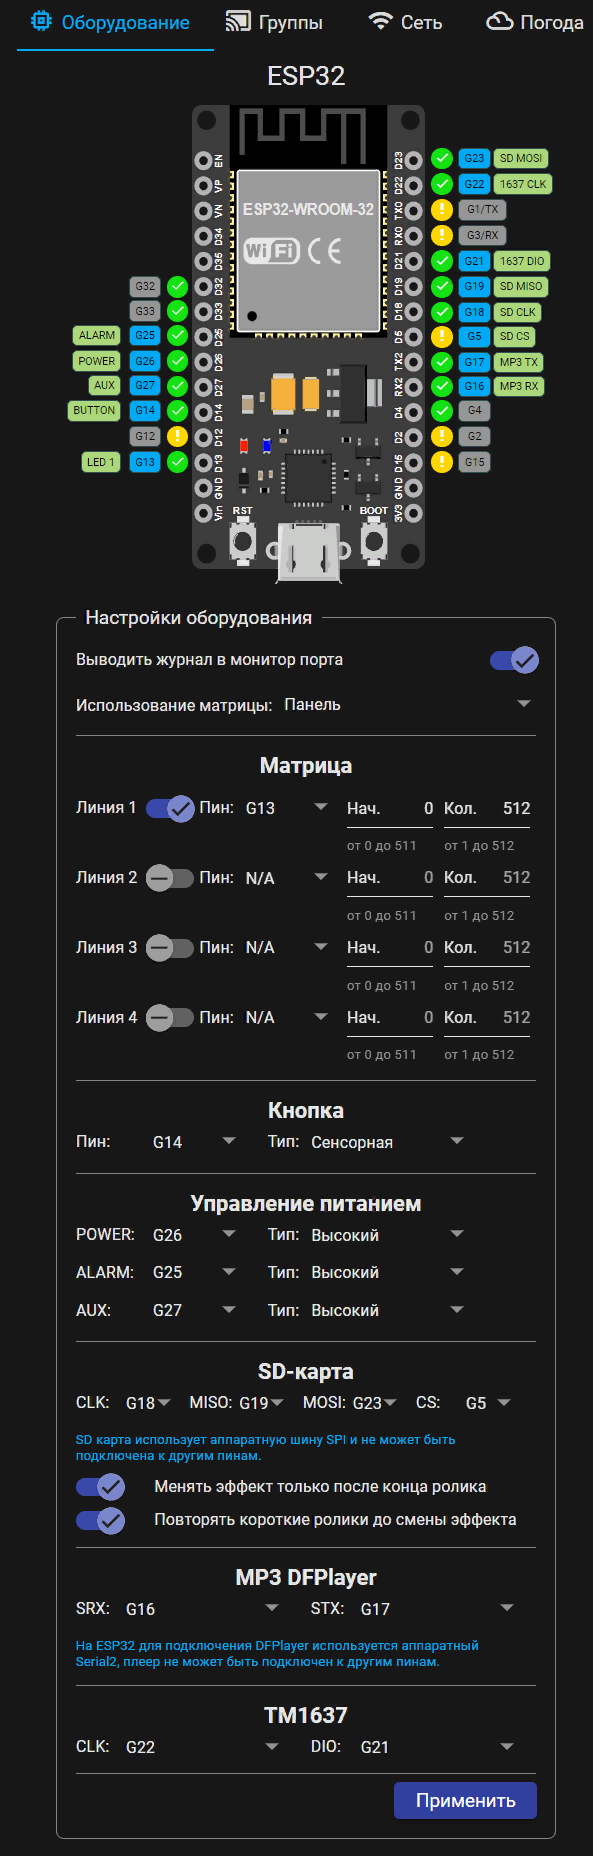 Оборудование Группы Сеть Погода
ESP32
EN D23 G23 SD MOSI
VP D22 G22 1637 CLK
VN TX0 G1/TX
D34 RX0 G3/RX
D35 D21 G21 1637 DIO
G32 D32 D19 G19 SD MISO
G33 D33 D18 G18 SD CLK
ALARM G25 D25 D5 G5 SD CS
POWER G26 D26 TX2 G17 MP3 TX
AUX G27 D27 RX2 G16 MP3 RX
BUTTON G14 D14 D4 G4
G12 D12 D2 G2
LED 1 G13 D13 D15 G15
GND GND
Vin 3V3
ESP32-WROOM-32
Wi Fi CE
RST BOOT
Настройки оборудования
Выводить журнал в монитор порта
Использование матрицы: Панель
Матрица
Линия 1 Пин: G13 Нач. 0 Кол. 512
от 0 до 511 от 1 до 512
Линия 2 Пин: N/A Нач. 0 Кол. 512
от 0 до 511 от 1 до 512
Линия 3 Пин: N/A Нач. 0 Кол. 512
от 0 до 511 от 1 до 512
Линия 4 Пин: N/A Нач. 0 Кол. 512
от 0 до 511 от 1 до 512
Кнопка
Пин: G14 Тип: Сенсорная
Управление питанием
POWER: G26 Тип: Высокий
ALARM: G25 Тип: Высокий
AUX: G27 Тип: Высокий
SD-карта
CLK: G18 MISO: G19 MOSI: G23 CS: G5
SD карта использует аппаратную шину SPI и не может быть
подключена к другим пинам.
Менять эффект только после конца ролика
Повторять короткие ролики до смены эффекта
MP3 DFPlayer
SRX: G16 STX: G17
На ESP32 для подключения DFPlayer используется аппаратный
Serial2, плеер не может быть подключен к другим пинам.
TM1637
CLK: G22 DIO: G21
Применить